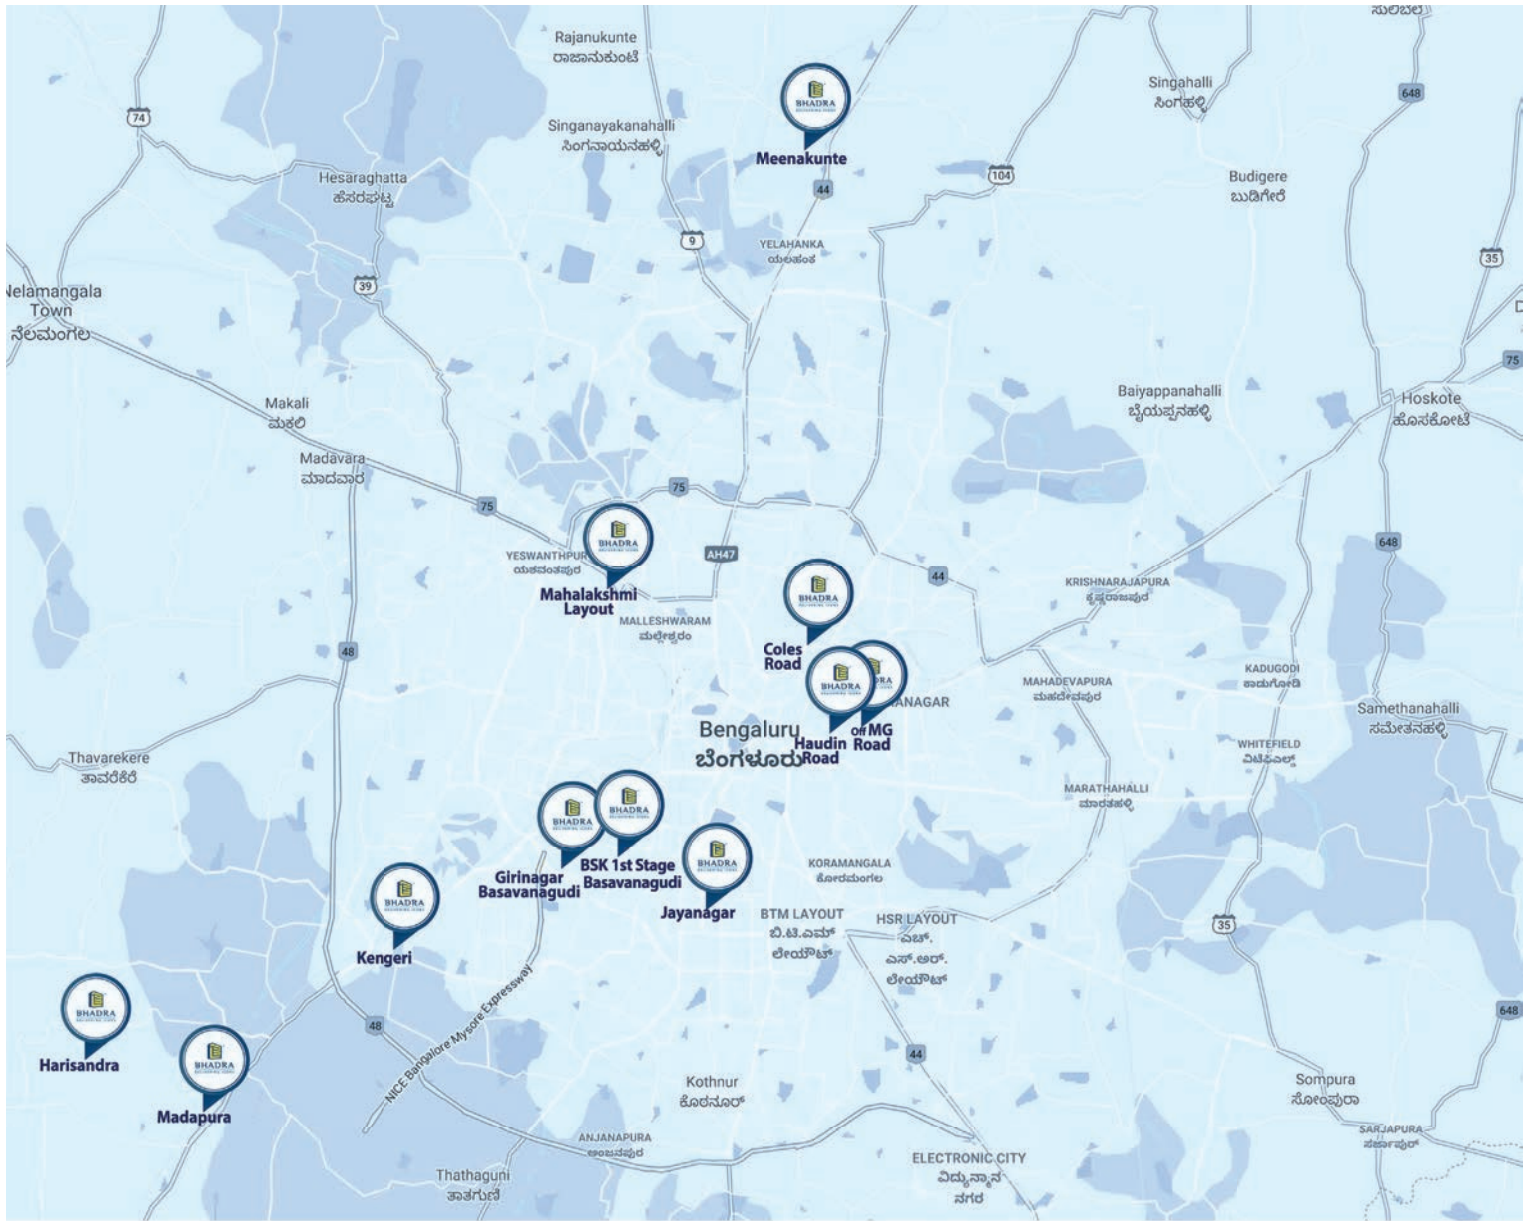 ಸುಲಿಬೆಲೆ
Rajanukunte
ರಾಜಾನುಕುಂಟೆ
74
Singahalli
ಸಿಂಗಹಳ್ಳಿ
648
BHADRA
Meenakunte
Singanayakanahalli
ಸಿಂಗನಾಯನಹಳ್ಳಿ
Hesaraghatta
ಹೆಸರಘಟ್ಟ
44
104
Budigere
ಬುಡಿಗೇರೆ
9
YELAHANKA
ಯಲಹಂಕ
35
39
Nelamangala
Town
ನೆಲಮಂಗಲ
75
Makali
ಮಕಲಿ
Baiyappanahalli
ಬೈಯಪ್ಪನಹಳ್ಳಿ
Hoskote
ಹೊಸಕೋಟೆ
Madavara
ಮಾದವಾರ
75
75
BHADRA
Mahalakshmi
Layout
YESWANTHPUR
ಯಶವಂತಪುರ
AH47
648
44
KRISHNARAJAPURA
ಕೃಷ್ಣರಾಜಪುರ
BHADRA
Coles
Road
MALLESHWARAM
ಮಲ್ಲೇಶ್ವರಂ
48
BHADRA
DRA
NANAGAR
MAHADEVAPURA
ಮಹದೇವಪುರ
KADUGODI
ಕಾಡುಗೋಡಿ
Samethanahalli
ಸಮೇತನಹಳ್ಳಿ
Bengaluru
ಬೆಂಗಳೂರು
Haudin
Road
Off MG
Road
Thavarekere
ತಾವರೆಕೆರೆ
WHITEFIELD
MARATHAHALLI
ಮಾರತಹಳ್ಳಿ
BHADRA
Girinagar
Basavanagudi
BHADRA
BSK 1st Stage
Basavanagudi
BHADRA
Jayanagar
KORAMANGALA
ಕೋರಮಂಗಲ
BHADRA
Kengeri
BTM LAYOUT
ಬಿ.ಟಿ.ಎಮ್
ಲೇಯೌಟ್
HSR LAYOUT
ಎಚ್.
ಎಸ್.ಆರ್.
ಲೇಯೌಟ್
35
NICE Bangalore Mysore Expressway
BHADRA
Harisandra
48
648
BHADRA
Madapura
44
Kothnur
ಕೊಠನೂರ್
Sompura
ಸೋಂಪುರಾ
ANJANAPURA
ಅಂಜನಪುರ
SARJAPURA
ಸರ್ಜಾಪುರ್
ELECTRONIC CITY
ವಿದ್ಯುನ್ಮಾನ
ನಗರ
Thathaguni
ತಾತಗುಣಿ